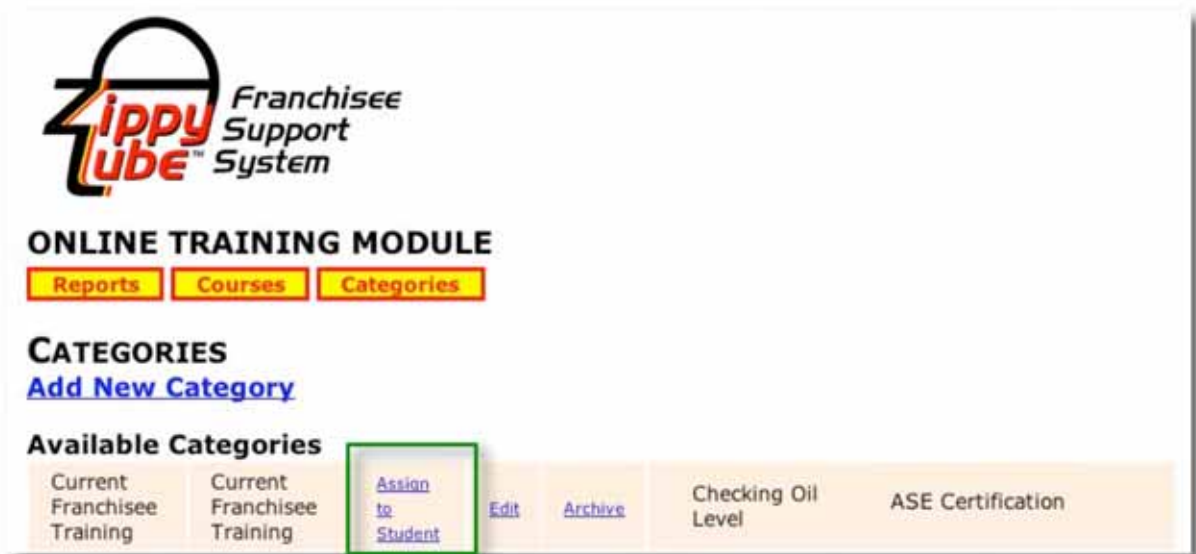 Zippy Franchisee
Lube™ Support
System
ONLINE TRAINING MODULE
Reports Courses Categories
CATEGORIES
Add New Category
Available Categories
Current Franchisee Training
Current Franchisee Training
Assign to Student
Edit
Archive
Checking Oil Level
ASE Certification